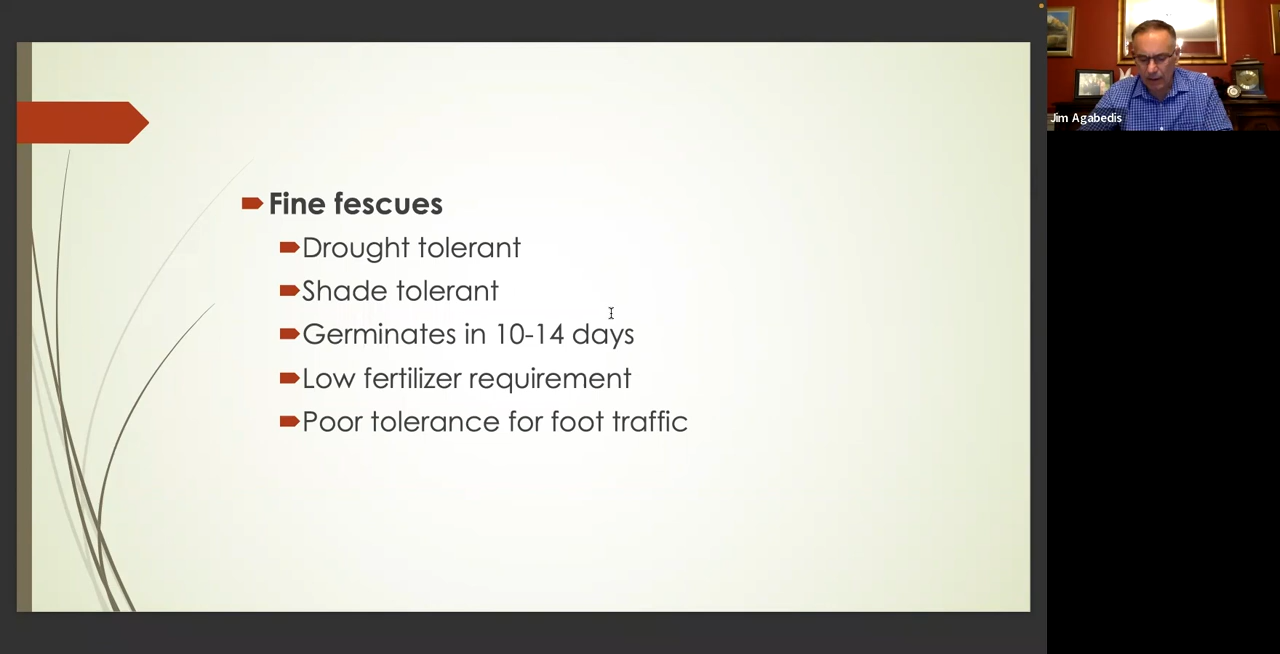 Fine fescues
Drought tolerant
Shade tolerant
Germinates in 10-14 days
Low fertilizer requirement
Poor tolerance for foot traffic
Jim Agabedis